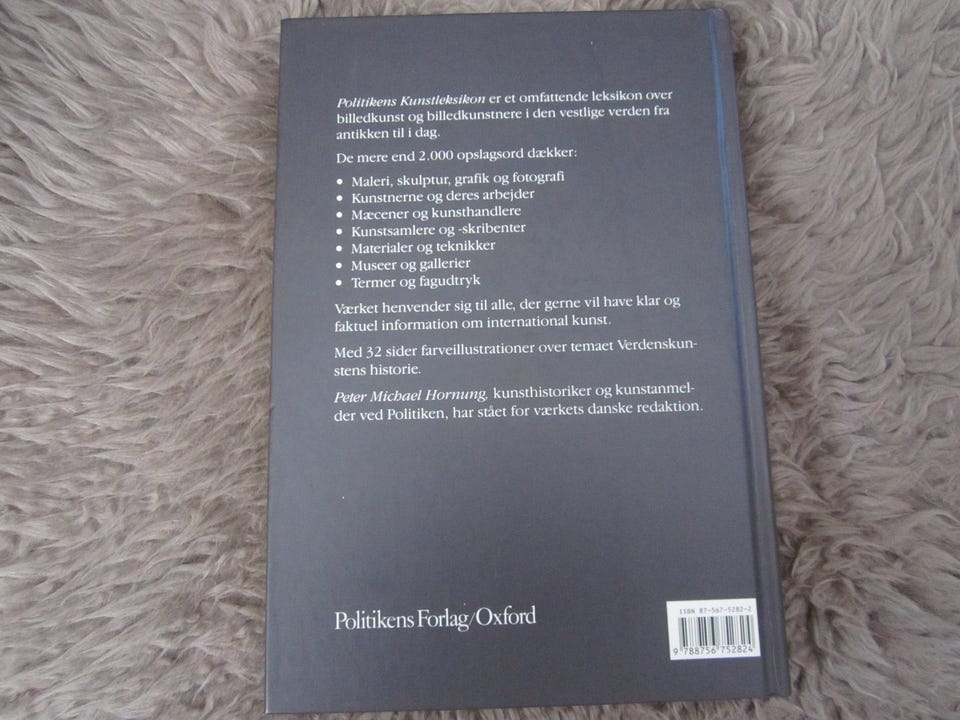 Politikens Kunstleksikon er et omfattende leksikon over
billedkunst og billedkunstnere i den vestlige verden fra
antikken til i dag.
De mere end 2.000 opslagsord dækker:
• Maleri, skulptur, grafik og fotografi
• Kunstnerne og deres arbejder
• Mæcener og kunsthandlere
• Kunstsamlere og -skribenter
• Materialer og teknikker
• Museer og gallerier
• Termer og fagudtryk
Værket henvender sig til alle, der gerne vil have klar og
faktuel information om international kunst.
Med 32 sider farveillustrationer over temaet Verdenskun-
stens historie.
Peter Michael Hornung, kunsthistoriker og kunstanmel-
der ved Politiken, har stået for værkets danske redaktion.
Politikens Forlag/Oxford
ISBN 87-567-5282-2
9 788756 752824